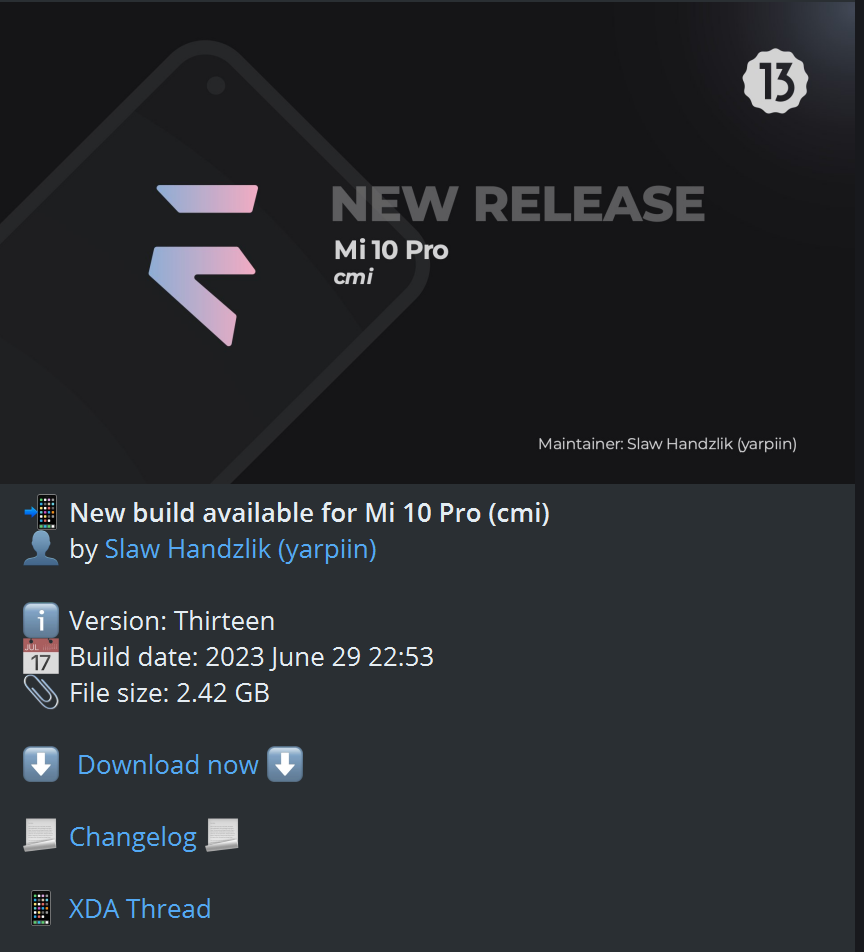 13
NEW RELEASE
Mi 10 Pro
cmi
Maintainer: Slaw Handzlik (yarpiin)
New build available for Mi 10 Pro (cmi)
by Slaw Handzlik (yarpiin)
Version: Thirteen
JUL
17
Build date: 2023 June 29 22:53
File size: 2.42 GB
Download now
Changelog
XDA Thread